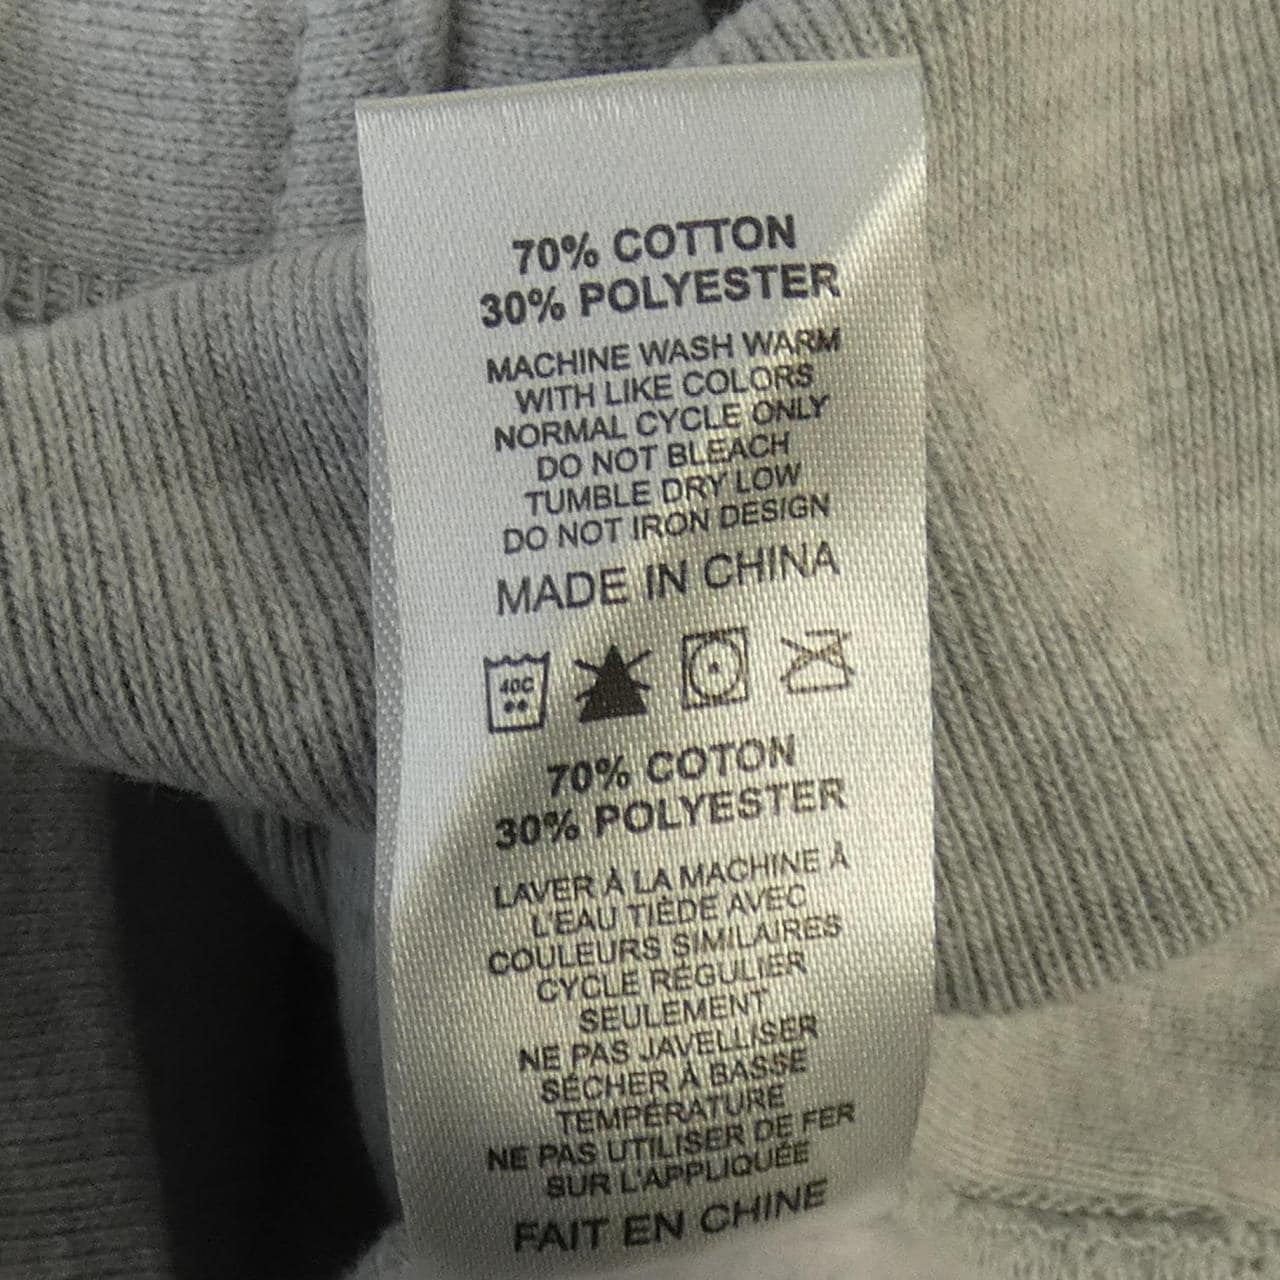 70% COTTON
30% POLYESTER
MACHINE WASH WARM
WITH LIKE COLORS
NORMAL CYCLE ONLY
DO NOT BLEACH
TUMBLE DRY LOW
DO NOT IRON DESIGN
MADE IN CHINA
40C
70% COTON
30% POLYESTER
LAVER À LA MACHINE À
L'EAU TIÈDE AVEC
COULEURS SIMILAIRES
CYCLE RÉGULIER
SEULEMENT
NE PAS JAVELLISER
SÉCHER À BASSE
TEMPÉRATURE
NE PAS UTILISER DE FER
SUR L'APPLIQUÉE
FAIT EN CHINE